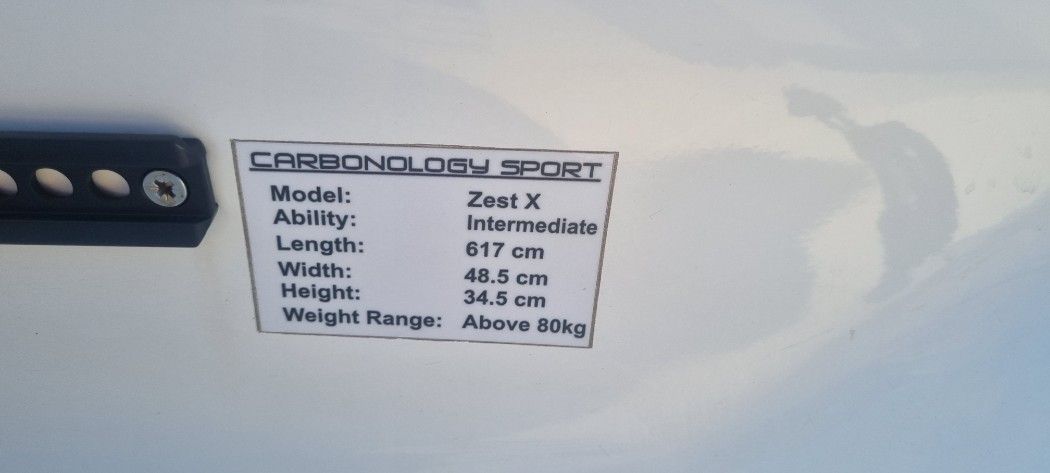 CARBONOLOGY SPORT
Model: Zest X
Ability: Intermediate
Length: 617 cm
Width: 48.5 cm
Height: 34.5 cm
Weight Range: Above 80kg